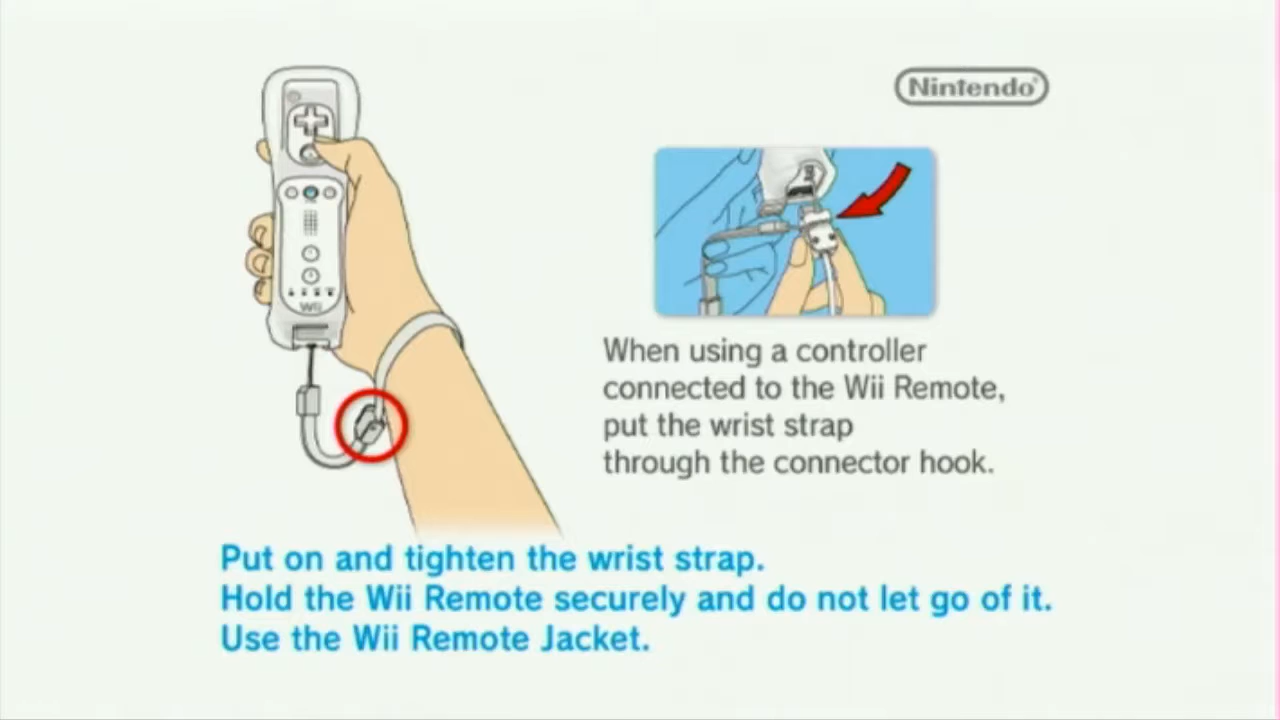 Nintendo
Wii
When using a controller
connected to the Wii Remote,
put the wrist strap
through the connector hook.
Put on and tighten the wrist strap.
Hold the Wii Remote securely and do not let go of it.
Use the Wii Remote Jacket.